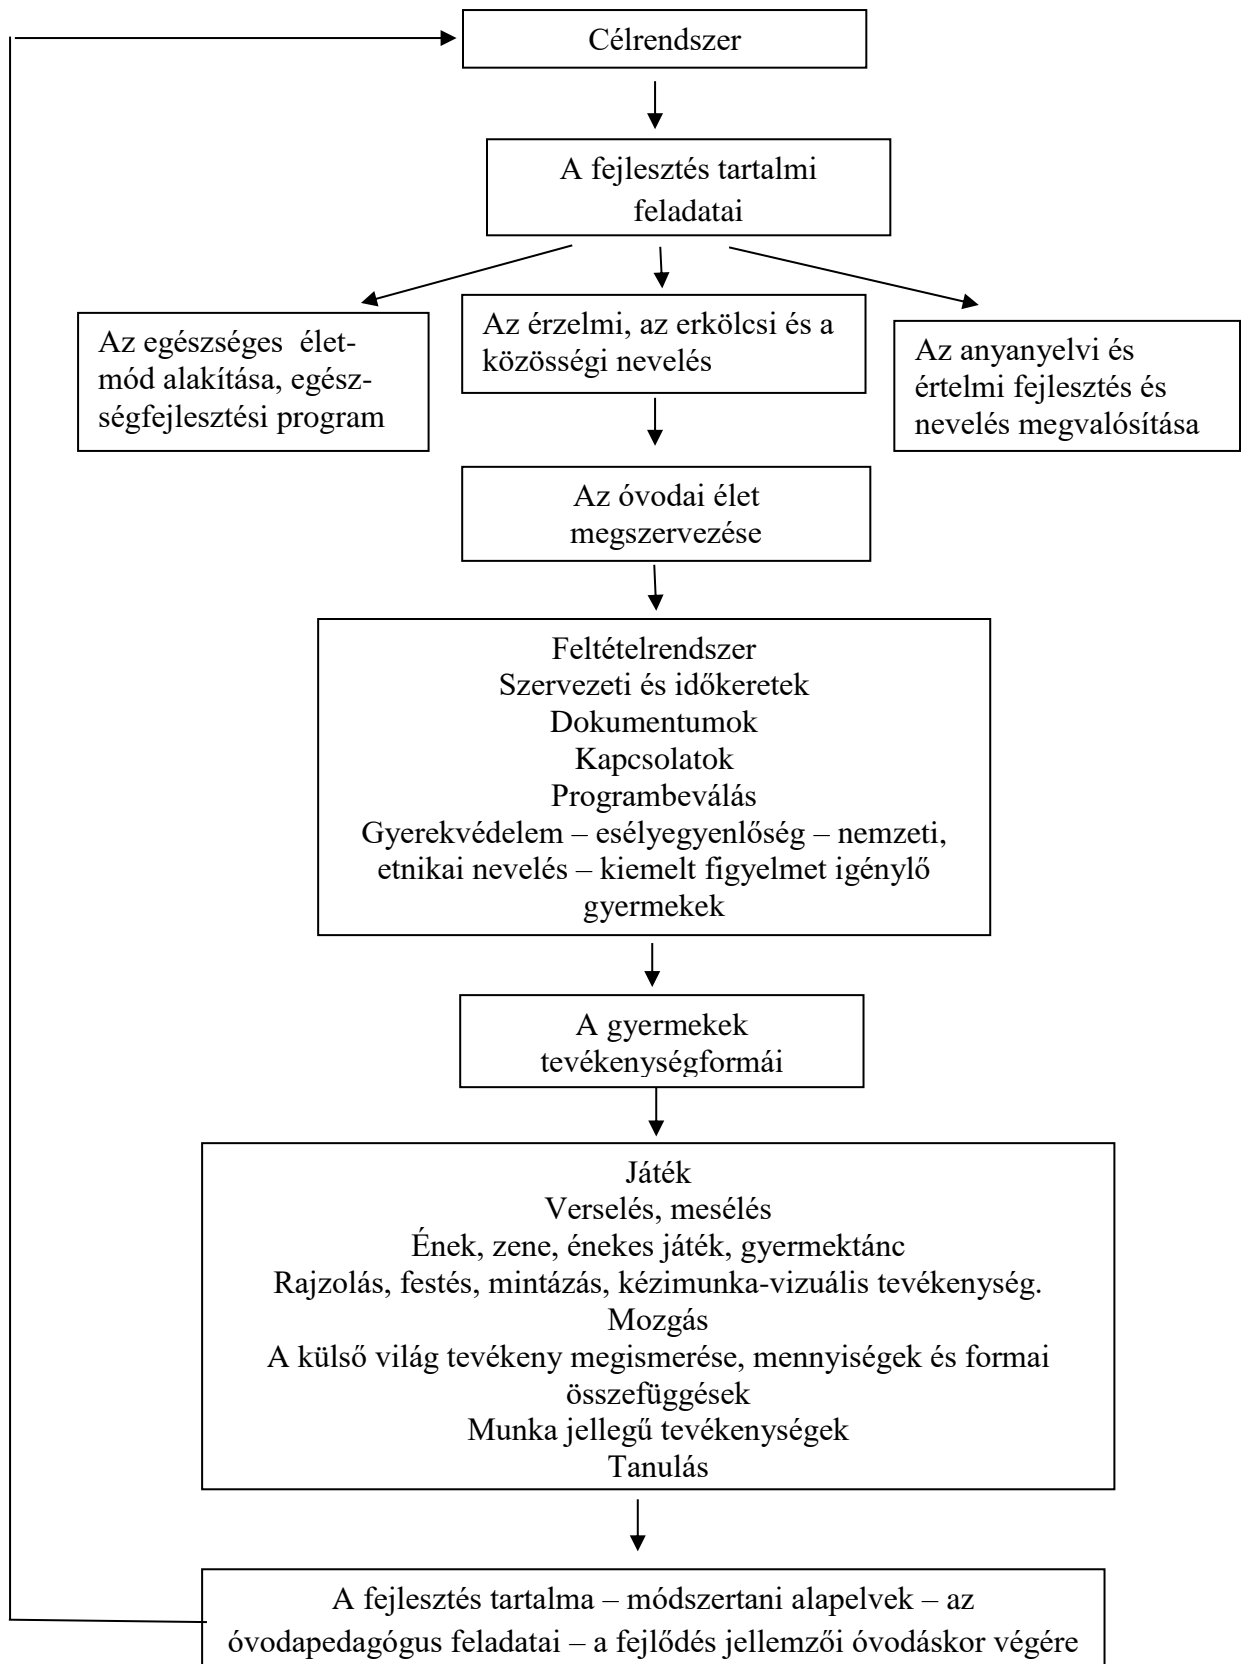 Célrendszer
A fejlesztés tartalmi
feladatai
Az egészséges élet-
mód alakítása, egész-
ségfejlesztési program
Az érzelmi, az erkölcsi és a
közösségi nevelés
Az anyanyelvi és
értelmi fejlesztés és
nevelés megvalósítása
Az óvodai élet
megszervezése
Feltételrendszer
Szervezeti és időkeretek
Dokumentumok
Kapcsolatok
Programbeválás
Gyerekvédelem – esélyegyenlőség – nemzeti,
etnikai nevelés – kiemelt figyelmet igénylő
gyermekek
A gyermekek
tevékenységformái
Játék
Verselés, mesélés
Ének, zene, énekes játék, gyermektánc
Rajzolás, festés, mintázás, kézimunka-vizuális tevékenység.
Mozgás
A külső világ tevékeny megismerése, mennyiségek és formai
összefüggések
Munka jellegű tevékenységek
Tanulás
A fejlesztés tartalma – módszertani alapelvek – az
óvodapedagógus feladatai – a fejlődés jellemzői óvodáskor végére